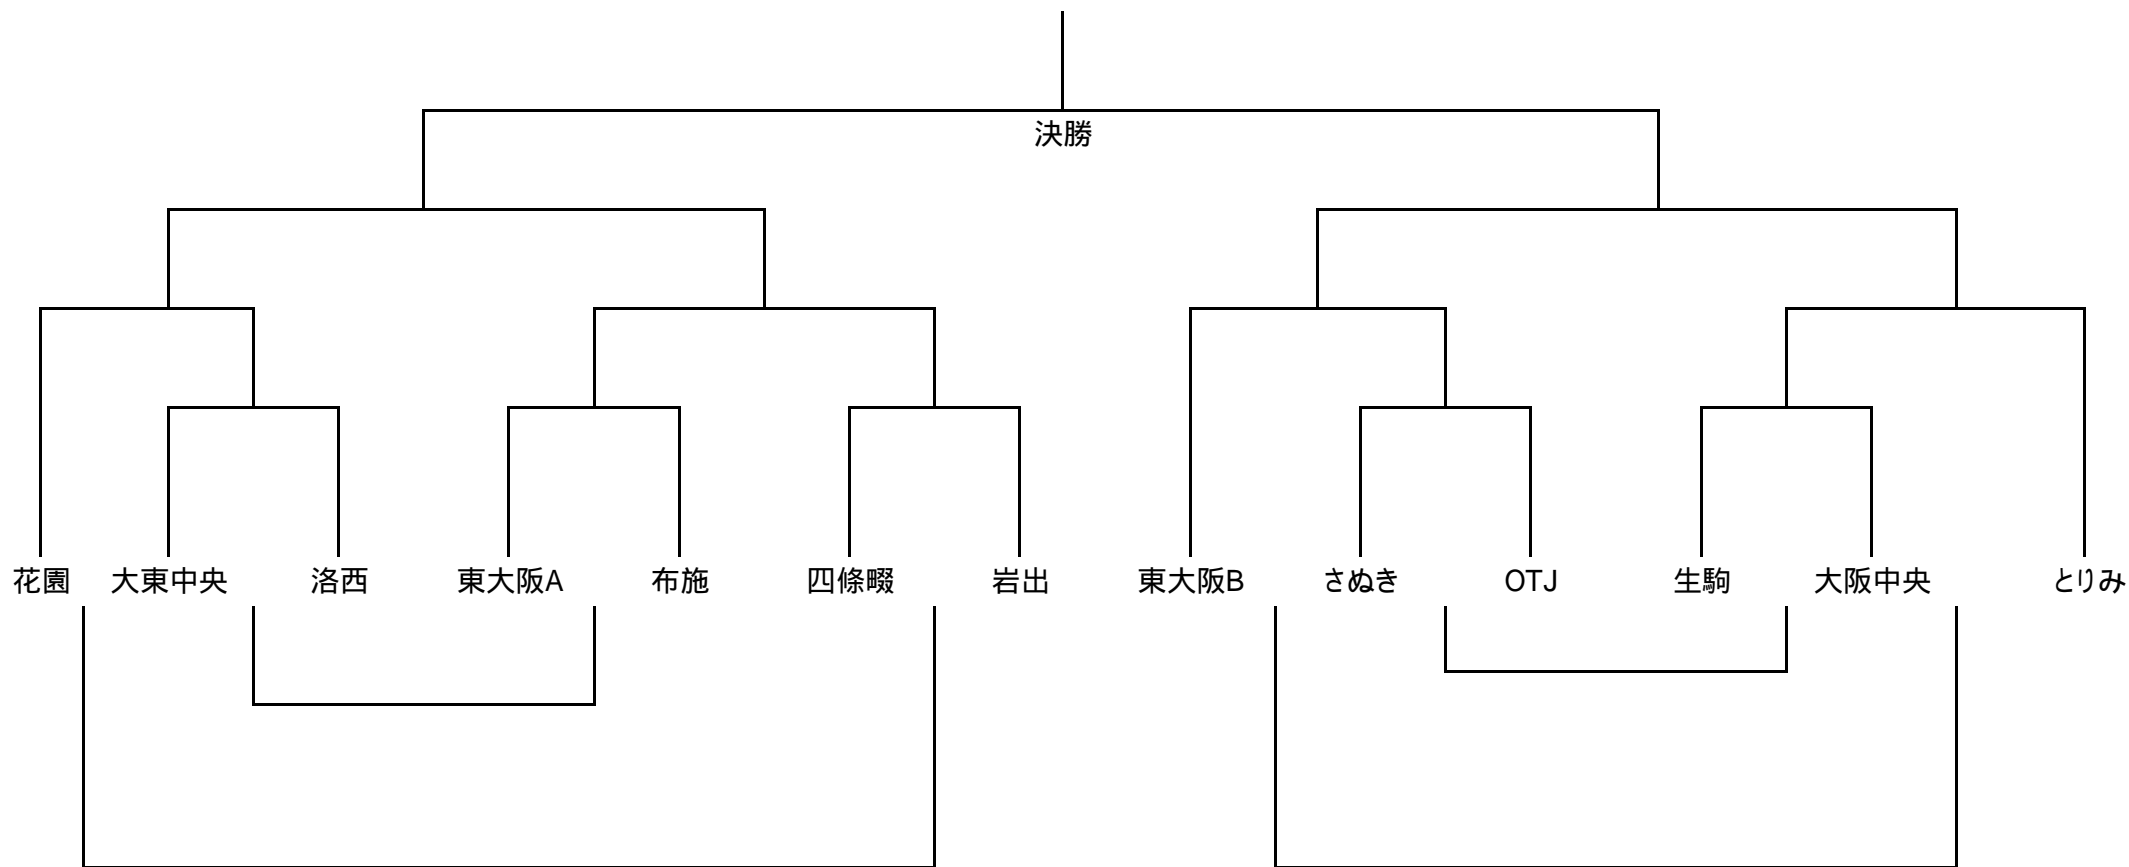 決勝
花園 大東中央 洛西 東大阪A 布施 四條畷 岩出 東大阪B さぬき OTJ 生駒 大阪中央 とりみ